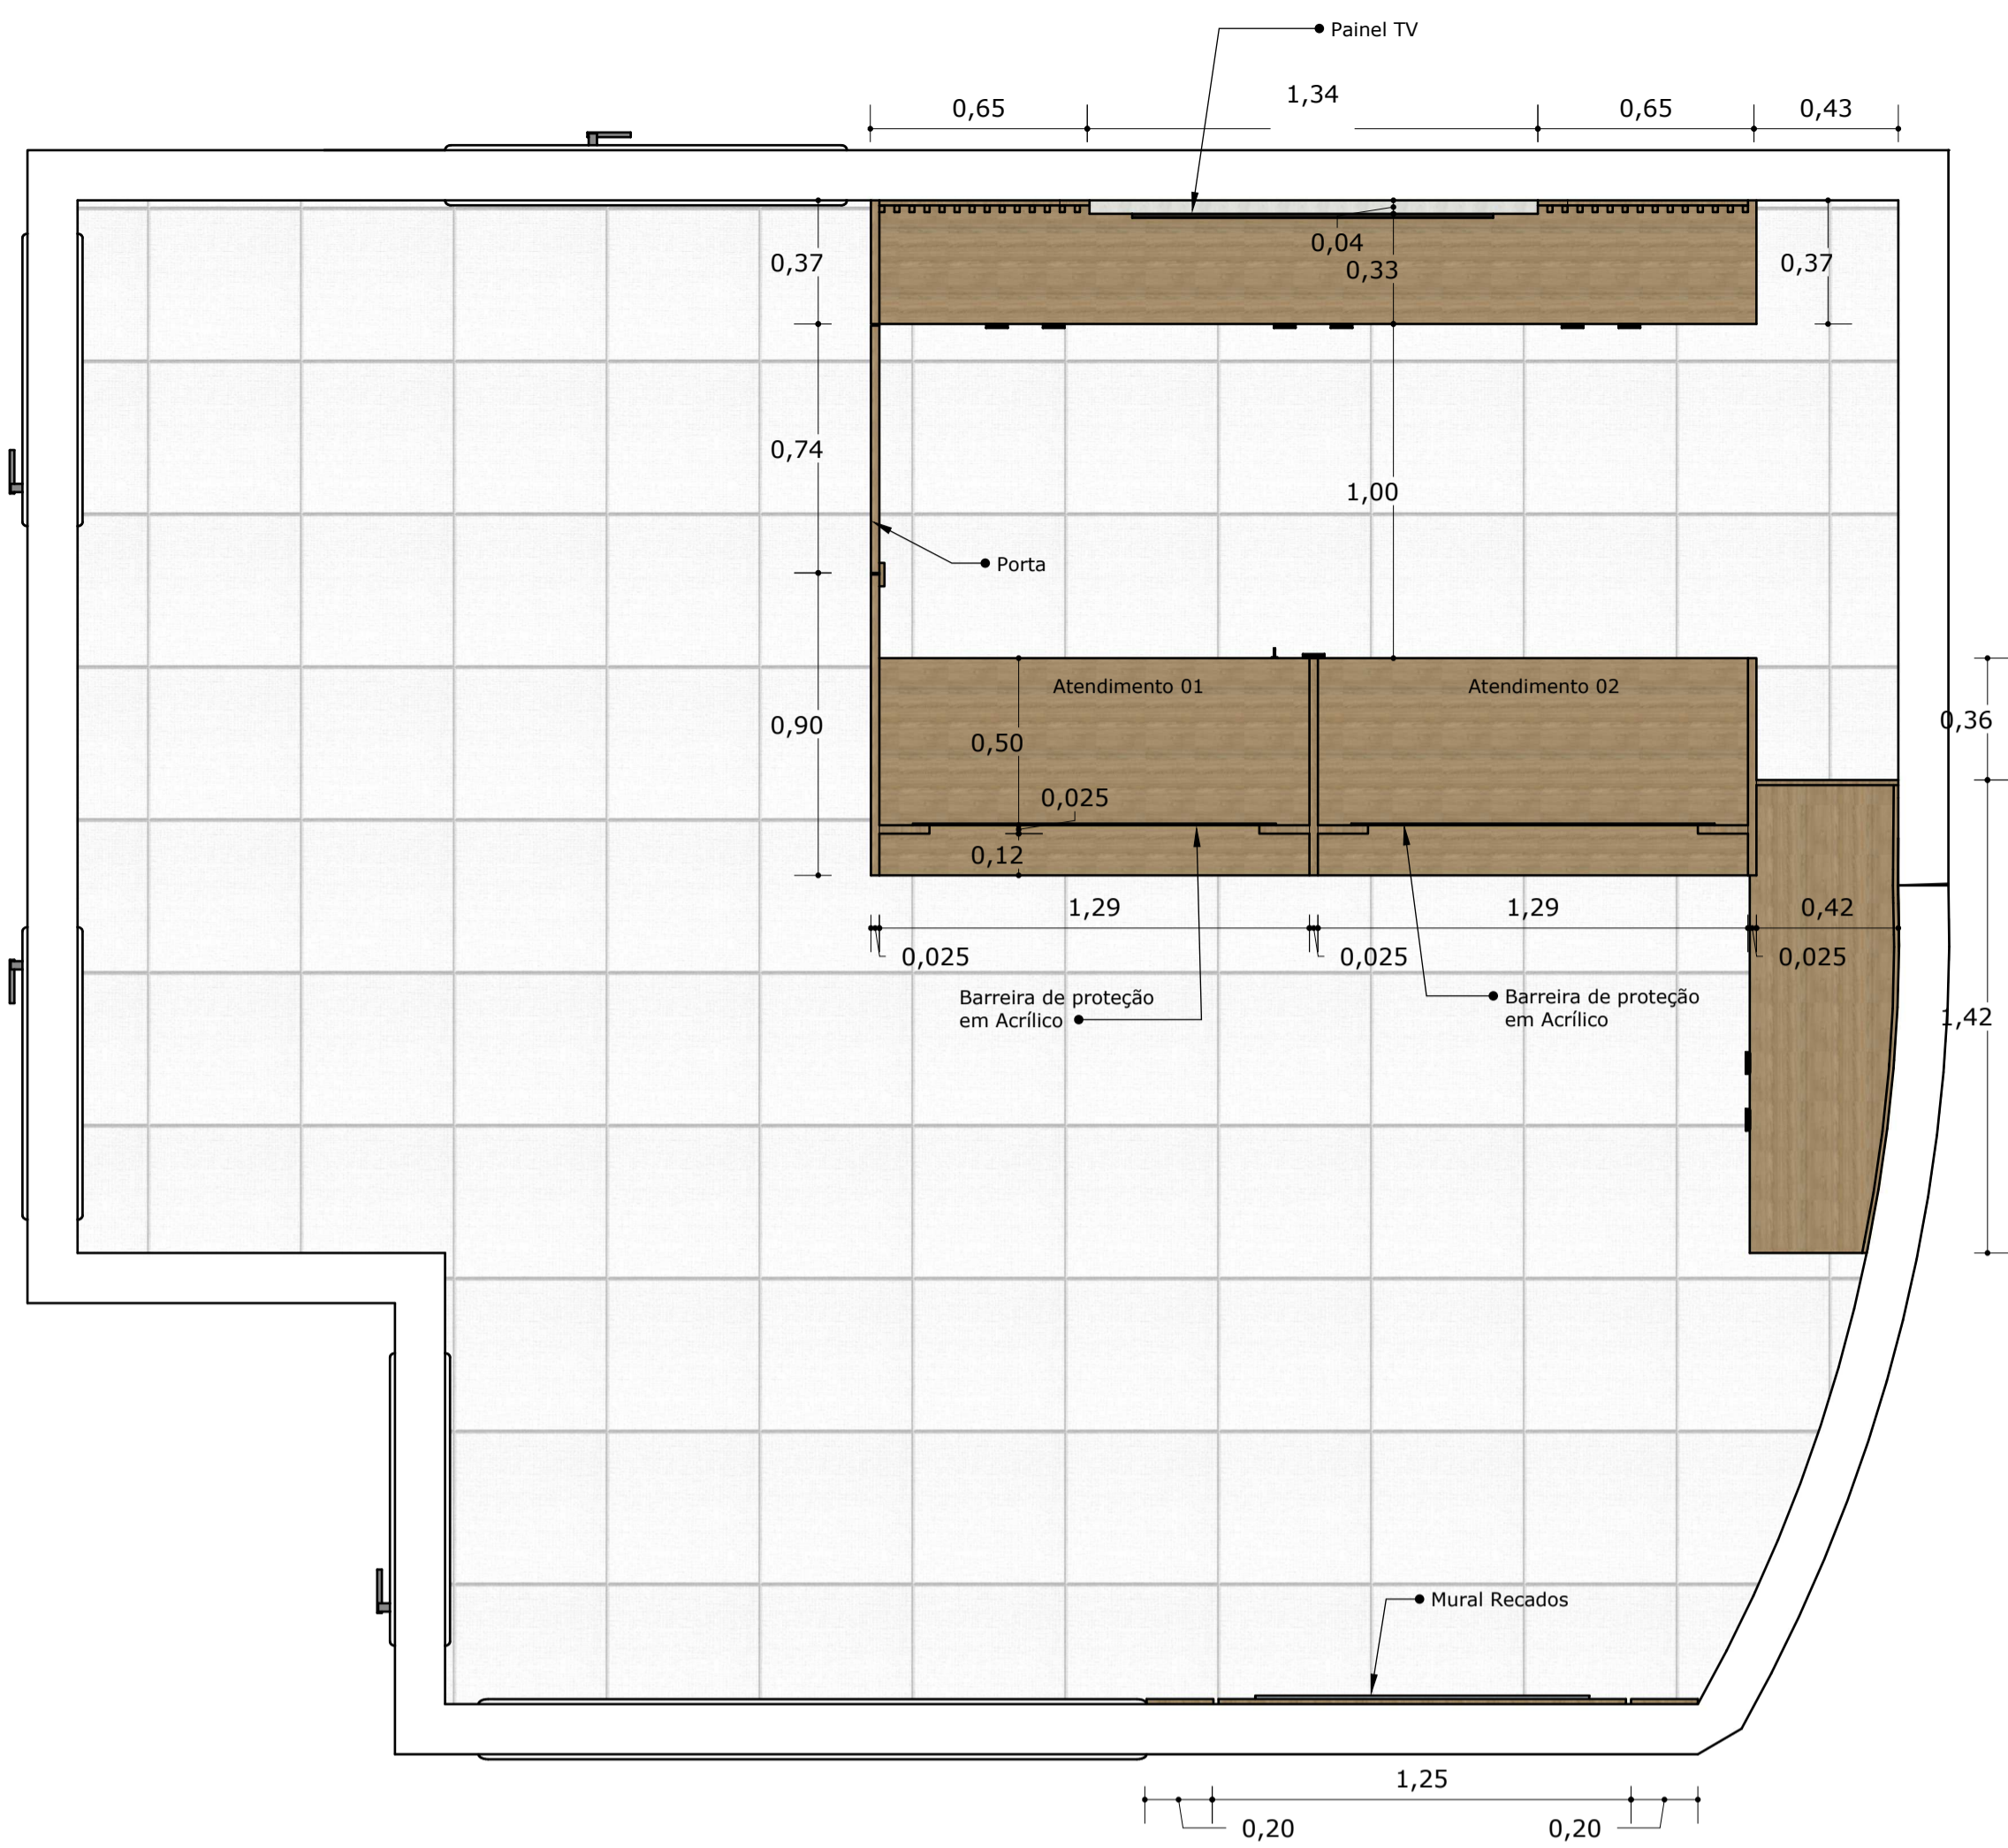 Painel TV
1,34
0,65
0,65
0,43
0,04
0,37
0,33
0,37
0,74
1,00
Porta
Atendimento 01
Atendimento 02
0,36
0,90
0,50
0,025
0,12
1,29
1,29
0,42
0,025
0,025
0,025
Barreira de proteção
em Acrílico
Barreira de proteção
em Acrílico
1,42
Mural Recados
1,25
0,20
0,20